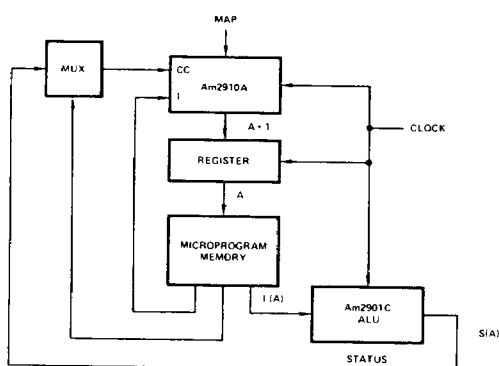 MAP
MUX
CC
Am2910A
I
A+1
CLOCK
REGISTER
A
MICROPROGRAM
MEMORY
I (A)
Am2901C
ALU
S(A)
STATUS